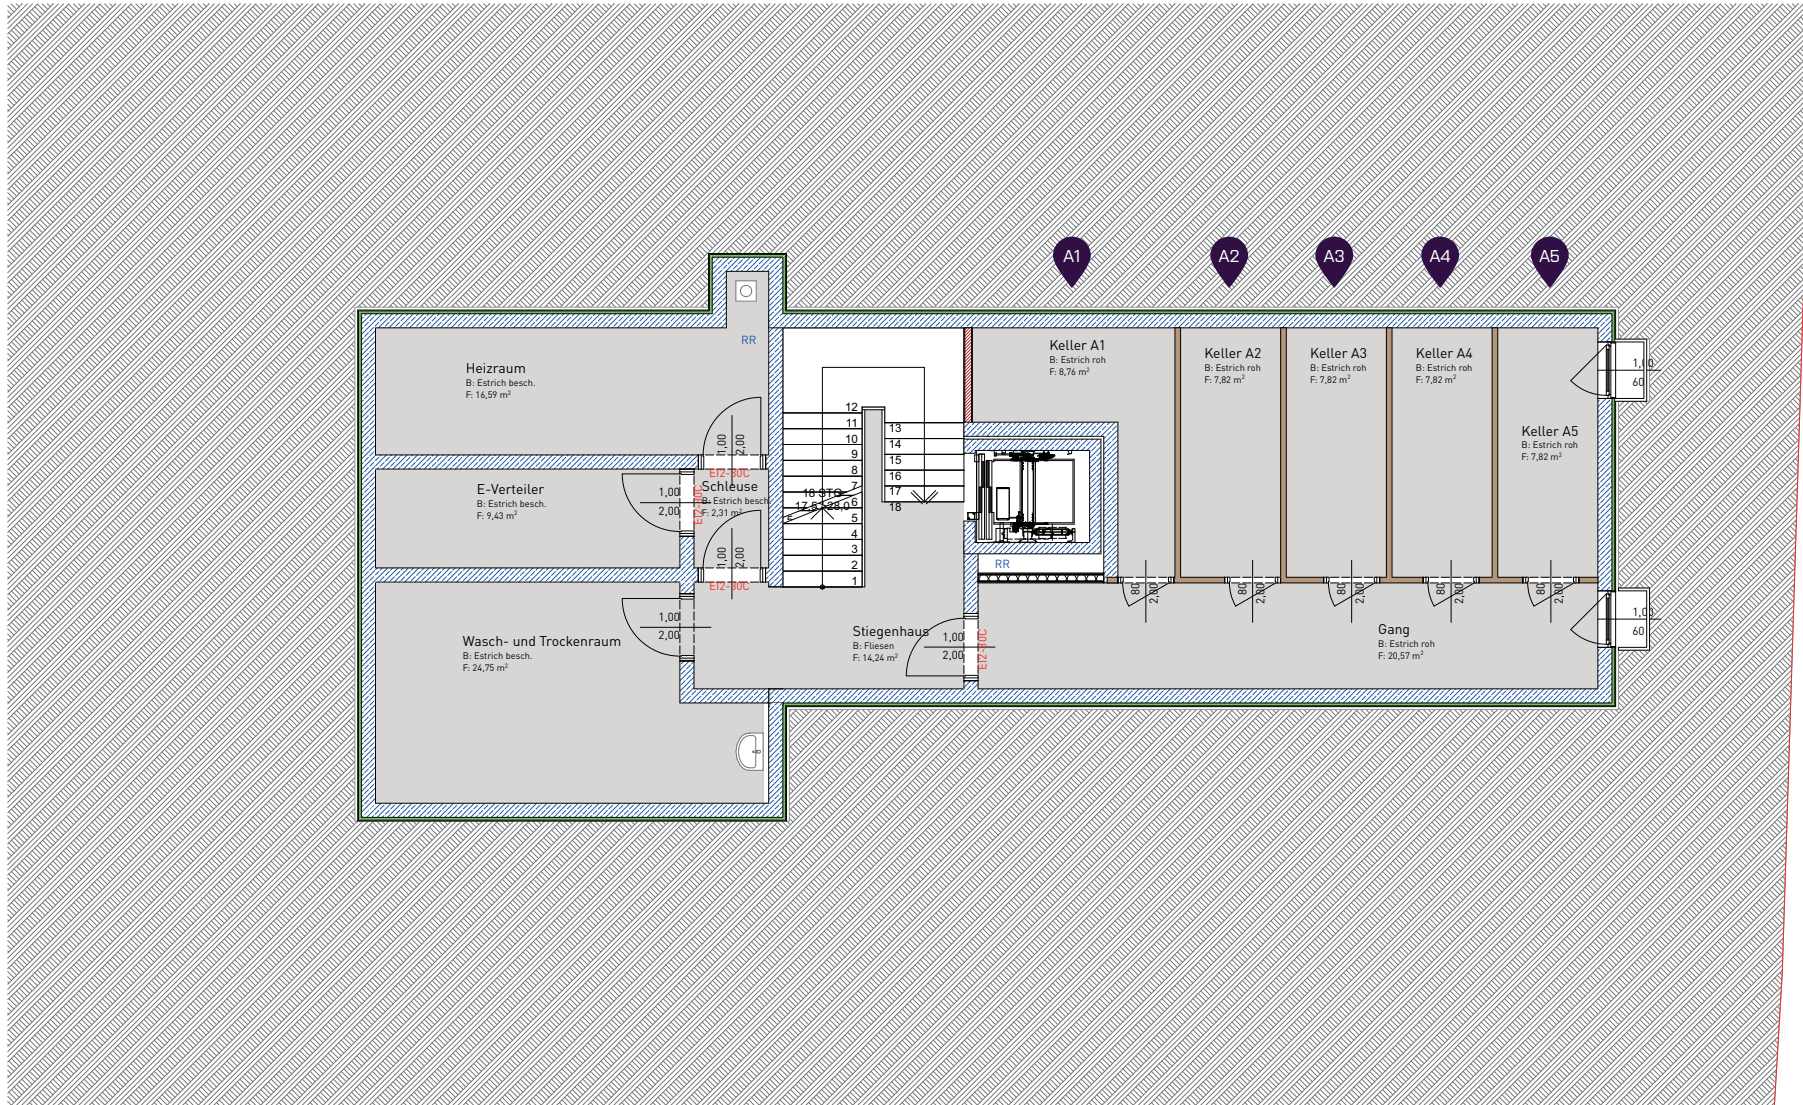 A1
A2
A3
A4
A5
RR
Heizraum
B: Estrich besch.
F: 16,59 m²
Keller A1
B: Estrich roh
F: 8,76 m²
Keller A2
B: Estrich roh
F: 7,82 m²
Keller A3
B: Estrich roh
F: 7,82 m²
Keller A4
B: Estrich roh
F: 7,82 m²
Keller A5
B: Estrich roh
F: 7,82 m²
1,00
60
12
11
10
9
8
7
6
5
4
3
2
1
13
14
15
16
17
18
18 STG
1,00
2,00
EI2-30C
E-Verteiler
B: Estrich besch.
F: 9,43 m²
1,00
2,00
EI2-30C
Schleuse
B: Estrich besch.
F: 2,31 m²
1,00
2,00
EI2-30C
RR
80
2,00
80
2,00
80
2,00
80
2,00
80
2,00
Wasch- und Trockenraum
B: Estrich besch.
F: 24,75 m²
1,00
2,00
Stiegenhaus
B: Fliesen
F: 14,24 m²
1,00
2,00
EI2-30C
Gang
B: Estrich roh
F: 20,57 m²
1,00
60